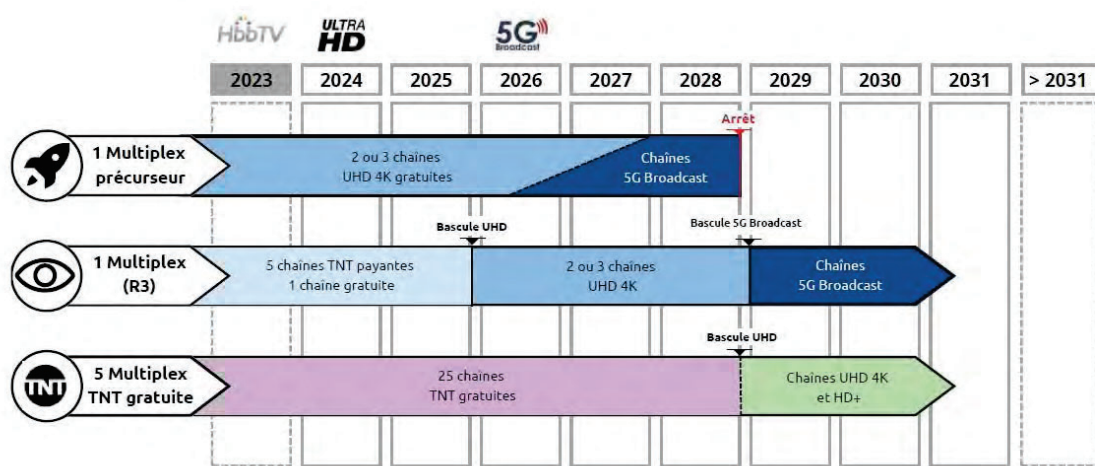 HbbTV
ULTRA
HD
5G
Broadcast
2023
2024
2025
2026
2027
2028
2029
2030
2031
> 2031
Arrêt
1 Multiplex
précurseur
2 ou 3 chaînes
UHD 4K gratuites
Chaînes
5G Broadcast
Bascule UHD
Bascule 5G Broadcast
1 Multiplex
(R3)
5 chaînes TNT payantes
1 chaîne gratuite
2 ou 3 chaînes
UHD 4K
Chaînes
5G Broadcast
Bascule UHD
TNT
5 Multiplex
TNT gratuite
25 chaînes
TNT gratuites
Chaînes UHD 4K
et HD+